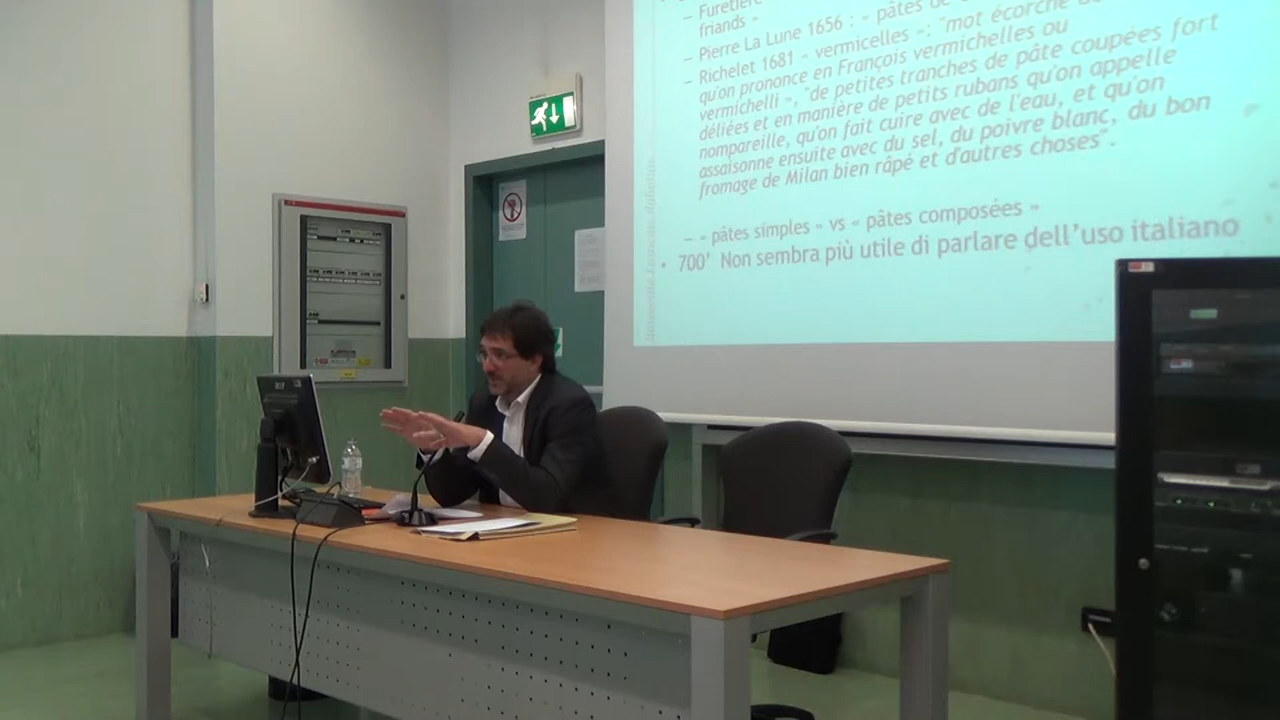 – Furetière
friands »
– Pierre La Lune 1656 : « pâtes de
– Richelet 1681 « vermicelles »: "mot écorché
qu'on prononce en François vermichelles ou
vermichelli », "de petites tranches de pâte coupées fort
déliées et en manière de petits rubans qu'on appelle
nompareille, qu'on fait cuire avec de l'eau, et qu'on
assaisonne ensuite avec du sel, du poivre blanc, du bon
fromage de Milan bien râpé et d'autres choses".
– « pâtes simples » vs « pâtes composées »
• 700' Non sembra più utile di parlare dell'uso italiano
acer